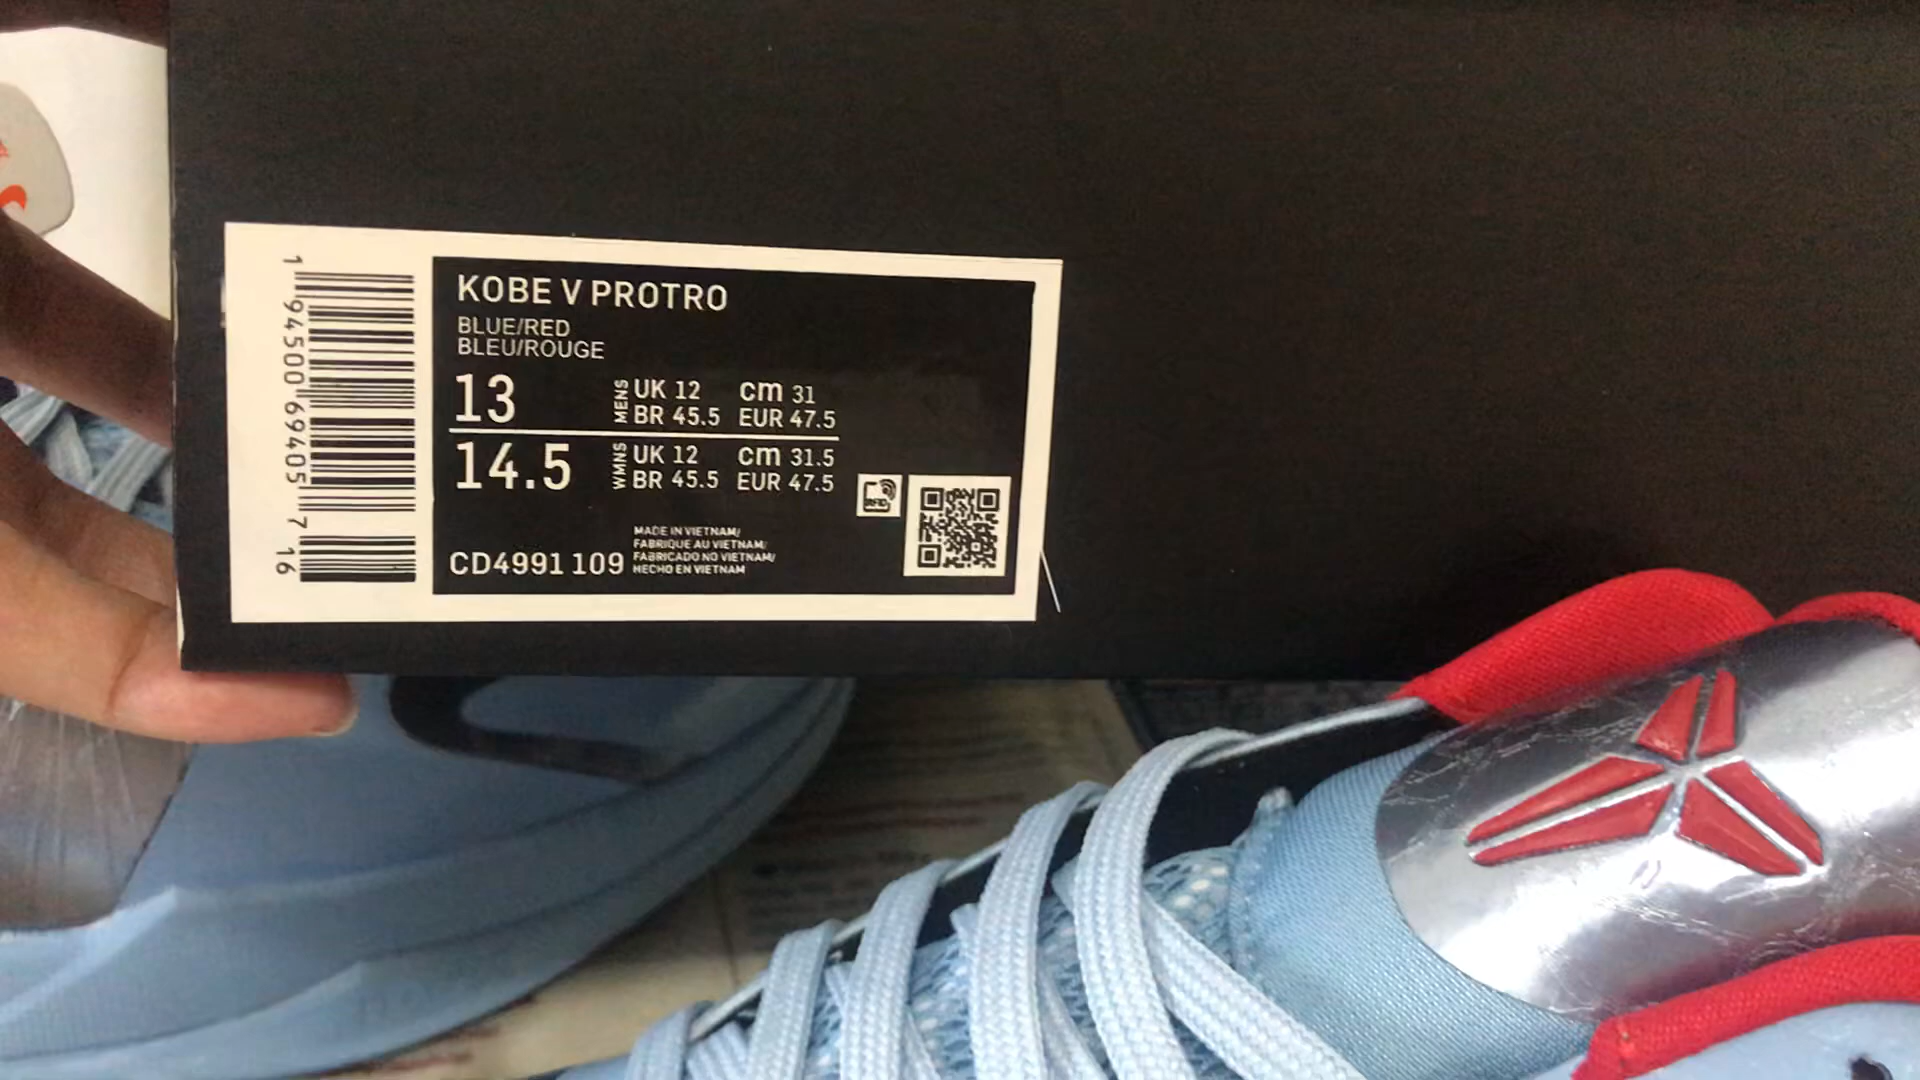 KOBE V PROTRO
BLUE/RED
BLEU/ROUGE
13 MENS UK 12 cm 31
BR 45.5 EUR 47.5
14.5 WMNS UK 12 cm 31.5
BR 45.5 EUR 47.5
RFID
MADE IN VIETNAM/
FABRIQUE AU VIETNAM/
FABRICADO NO VIETNAM/
HECHO EN VIETNAM
CD4991 109
1 94500 69405 7 16